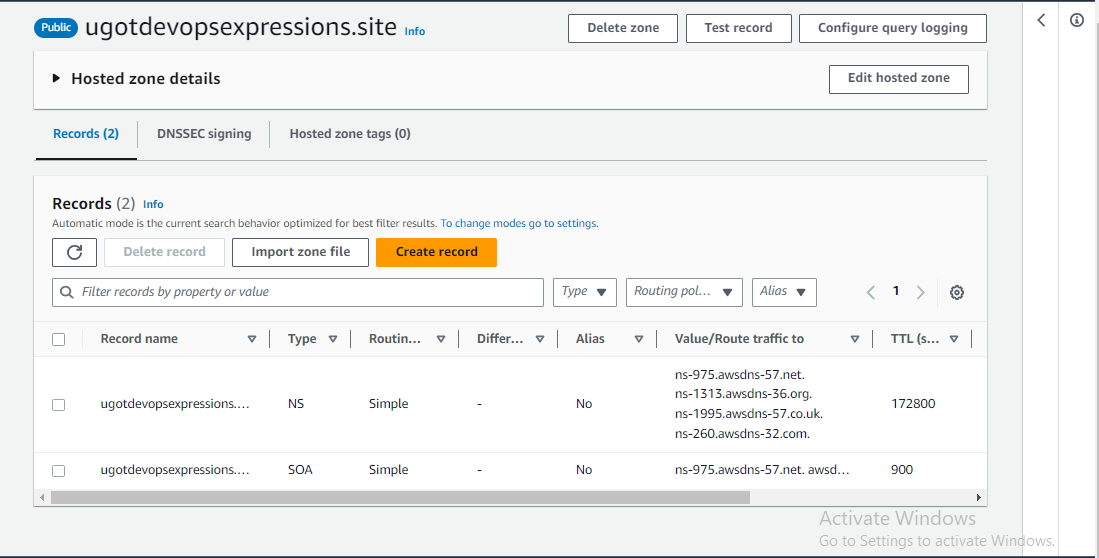 Public ugotdevopsexpressions.site Info Delete zone Test record Configure query logging
Hosted zone details Edit hosted zone
Records (2) DNSSEC signing Hosted zone tags (0)
Records (2) Info
Automatic mode is the current search behavior optimized for best filter results. To change modes go to settings.
Delete record Import zone file Create record
Filter records by property or value Type Routing pol... Alias 1
Record name Type Routin... Differ... Alias Value/Route traffic to TTL (s...
ns-975.awsdns-57.net.
ns-1313.awsdns-36.org.
ugotdevopsexpressions.... NS Simple - No 172800
ns-1995.awsdns-57.co.uk.
ns-260.awsdns-32.com.
ugotdevopsexpressions.... SOA Simple - No ns-975.awsdns-57.net. awsd... 900
Activate Windows
Go to Settings to activate Windows.